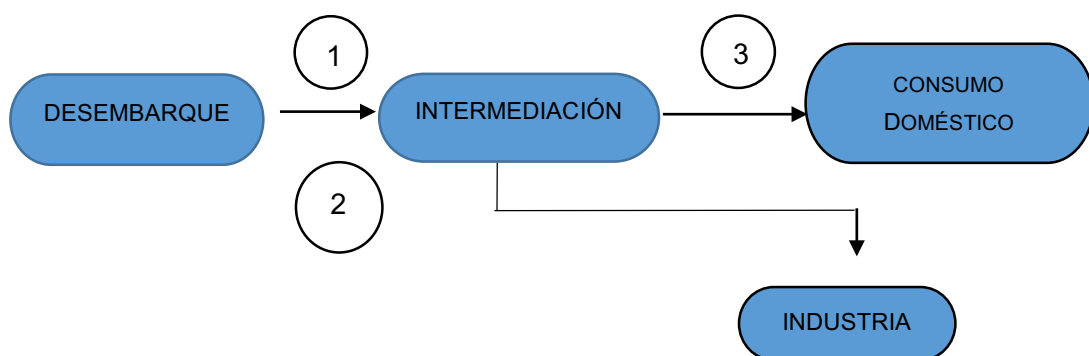 1
3
DESEMBARQUE
INTERMEDIACIÓN
CONSUMO
DOMÉSTICO
2
INDUSTRIA